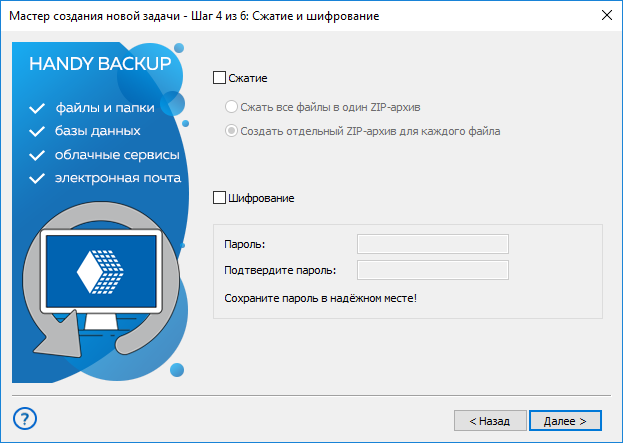 Мастер создания новой задачи - Шаг 4 из 6: Сжатие и шифрование
HANDY BACKUP
файлы и папки
базы данных
облачные сервисы
электронная почта
Сжатие
Сжать все файлы в один ZIP-архив
Создать отдельный ZIP-архив для каждого файла
Шифрование
Пароль:
Подтвердите пароль:
Сохраните пароль в надёжном месте!
?
< Назад
Далее >